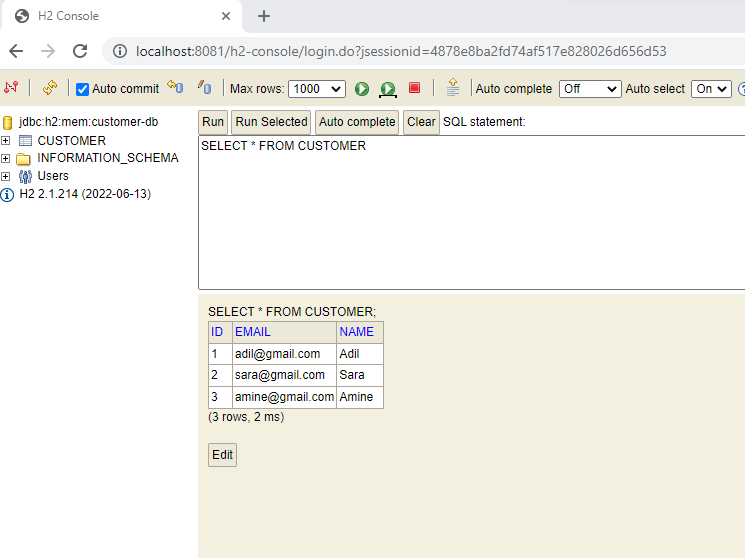 H2 Console
localhost:8081/h2-console/login.do?jsessionid=4878e8ba2fd74af517e828026d656d53
Auto commit Max rows: 1000 Auto complete Off Auto select On
jdbc:h2:mem:customer-db
CUSTOMER
INFORMATION_SCHEMA
Users
H2 2.1.214 (2022-06-13)
Run Run Selected Auto complete Clear SQL statement:
SELECT * FROM CUSTOMER
SELECT * FROM CUSTOMER;
ID EMAIL NAME
1 adil@gmail.com Adil
2 sara@gmail.com Sara
3 amine@gmail.com Amine
(3 rows, 2 ms)
Edit